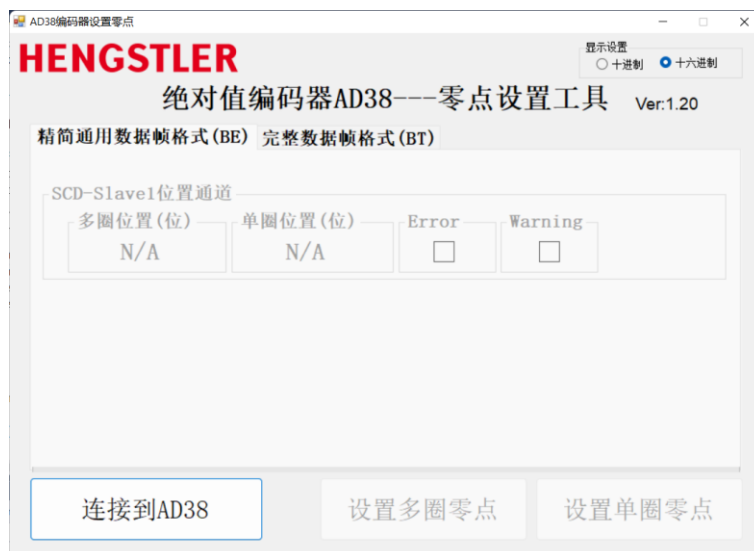 AD38编码器设置零点
HENGSTLER
显示设置
十进制 十六进制
绝对值编码器AD38---零点设置工具 Ver:1.20
精简通用数据帧格式(BE) 完整数据帧格式(BT)
SCD-Slave1位置通道
多圈位置(位) 单圈位置(位) Error Warning
N/A N/A
连接到AD38 设置多圈零点 设置单圈零点